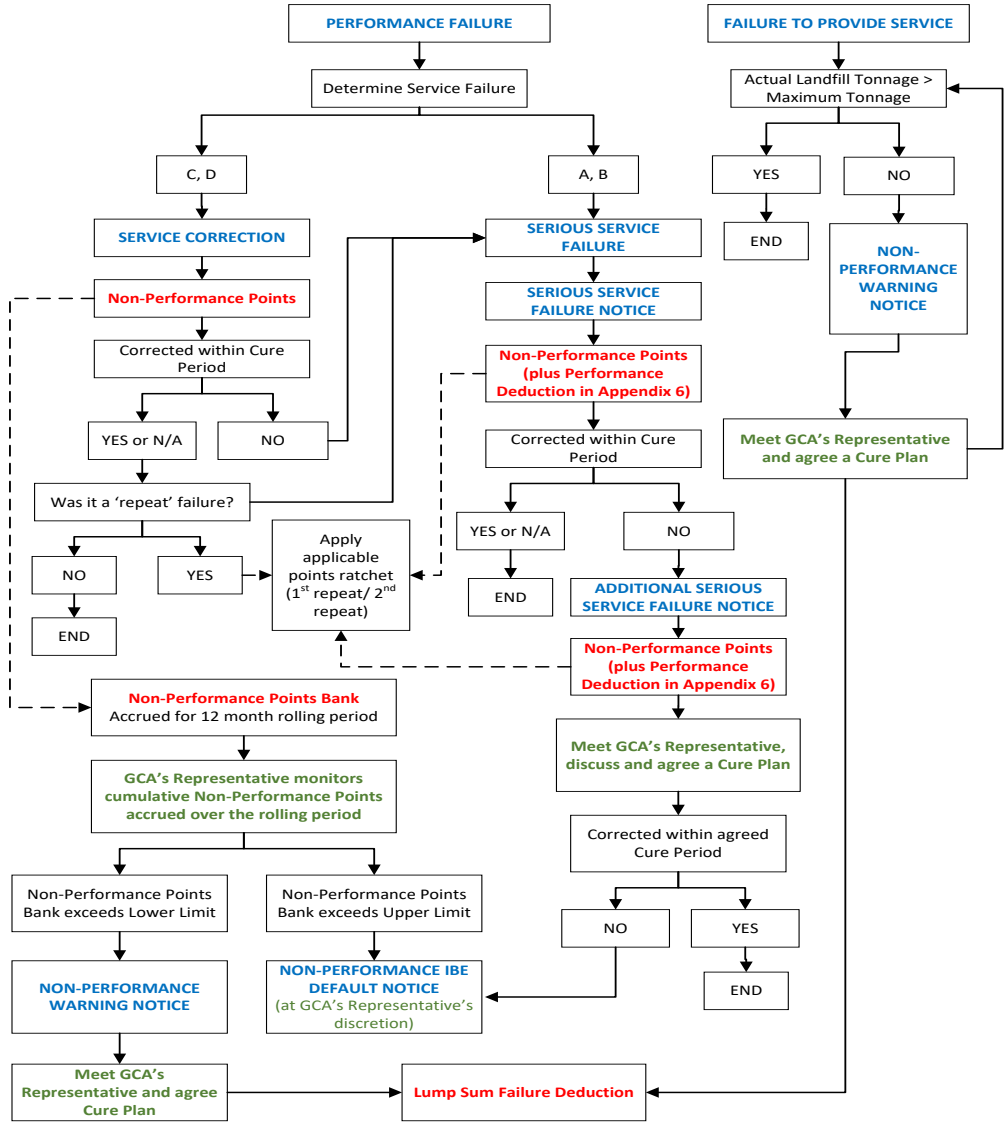 PERFORMANCE FAILURE
FAILURE TO PROVIDE SERVICE
Determine Service Failure
Actual Landfill Tonnage >
Maximum Tonnage
C, D
A, B
YES
NO
SERVICE CORRECTION
SERIOUS SERVICE
FAILURE
END
NON-
PERFORMANCE
WARNING
NOTICE
Non-Performance Points
SERIOUS SERVICE
FAILURE NOTICE
Corrected within Cure
Period
Non-Performance Points
(plus Performance
Deduction in Appendix 6)
YES or N/A
NO
Corrected within Cure
Period
Meet GCA's Representative
and agree a Cure Plan
Was it a ‘repeat’ failure?
YES or N/A
NO
NO
YES
Apply
applicable
points ratchet
(1st repeat/ 2nd
repeat)
END
END
ADDITIONAL SERIOUS
SERVICE FAILURE NOTICE
Non-Performance Points
(plus Performance
Deduction in Appendix 6)
Non-Performance Points Bank
Accrued for 12 month rolling period
Meet GCA's Representative,
discuss and agree a Cure Plan
GCA's Representative monitors
cumulative Non-Performance Points
accrued over the rolling period
Corrected within agreed
Cure Period
Non-Performance Points
Bank exceeds Lower Limit
Non-Performance Points
Bank exceeds Upper Limit
NO
YES
NON-PERFORMANCE
WARNING NOTICE
NON-PERFORMANCE IBE
DEFAULT NOTICE
(at GCA's Representative's
discretion)
END
Meet GCA's
Representative and agree
Cure Plan
Lump Sum Failure Deduction